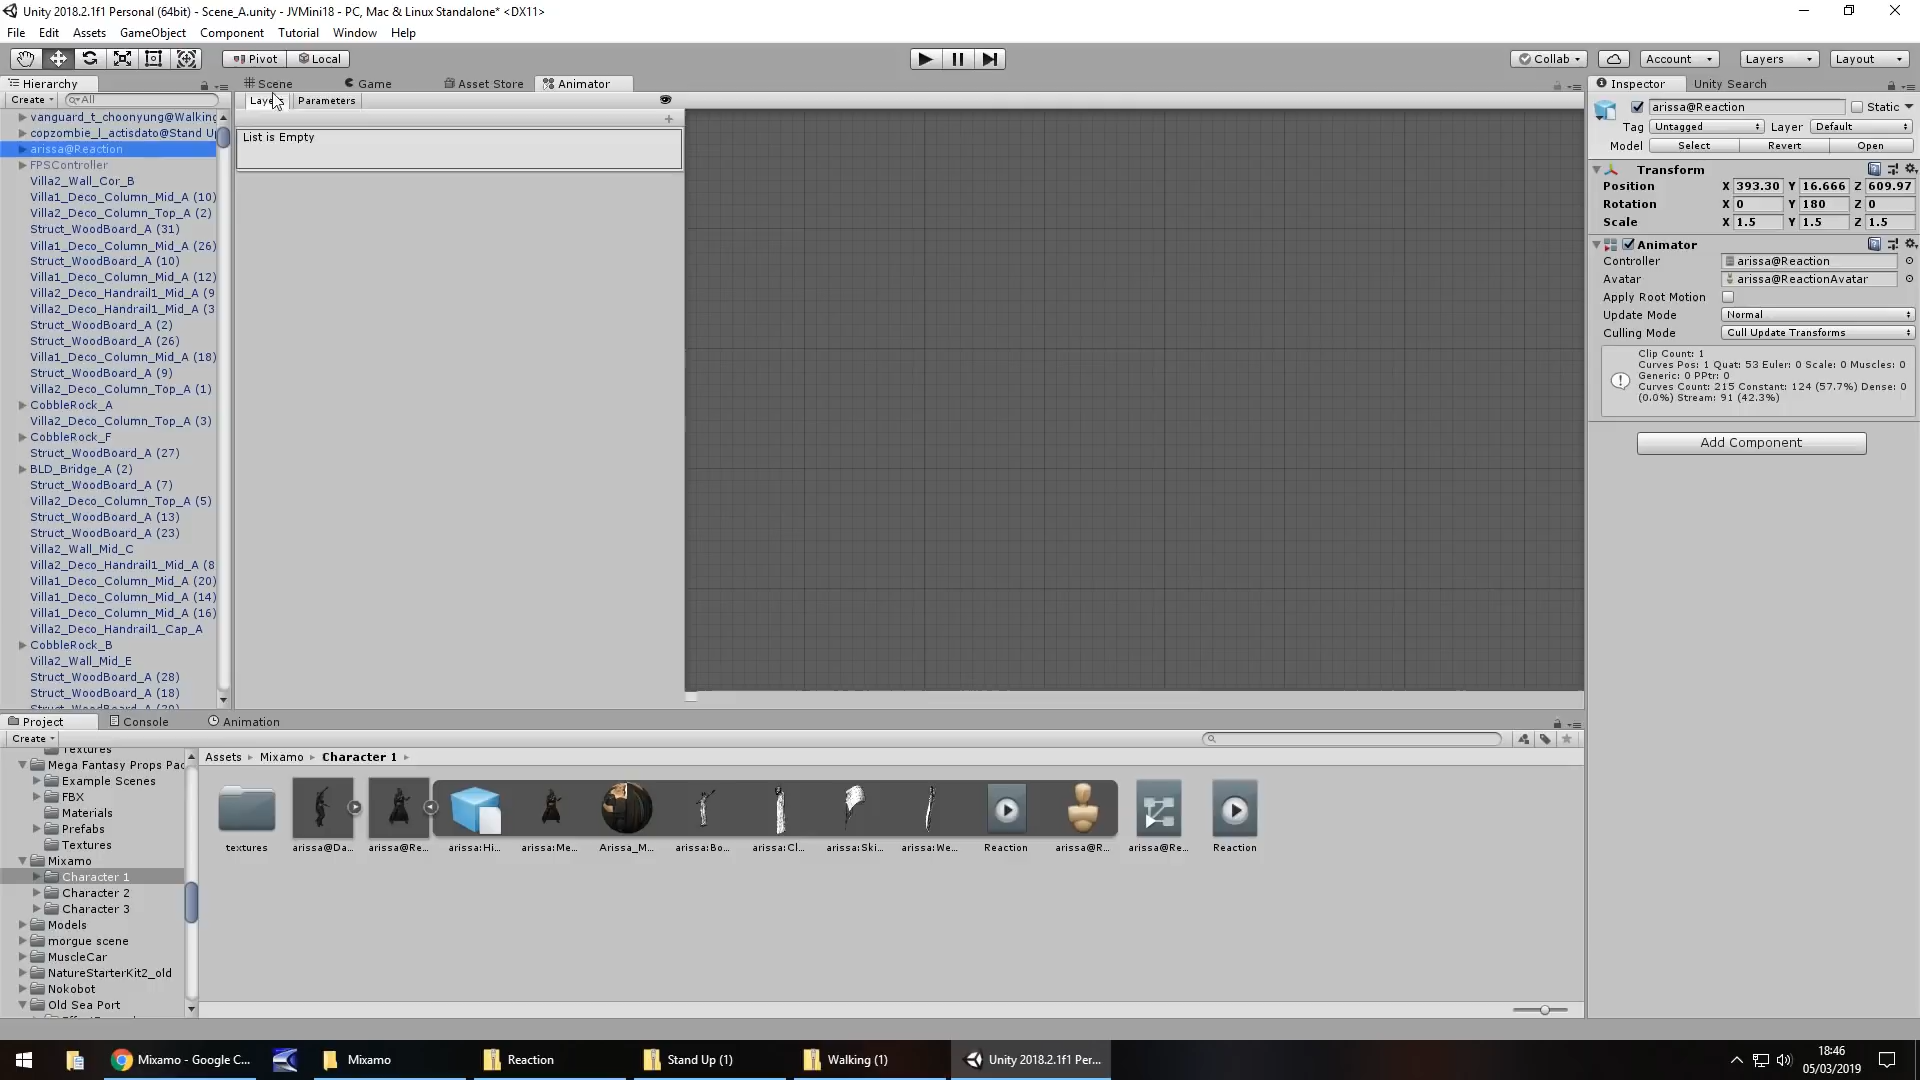 Unity 2018.2.1f1 Personal (64bit) - Scene_A.unity - JVMini18 - PC, Mac & Linux Standalone* <DX11>
File Edit Assets GameObject Component Tutorial Window Help
Pivot Local Collab Account Layers Layout
Hierarchy Scene Game Asset Store Animator Inspector Unity Search
Create All Parameters arissa@Reaction Static
vanguard_t_choonyung@Walking List is Empty Tag Untagged Layer Default
copzombie_l_actisdato@Stand U Model Select Revert Open
arissa@Reaction
FPSController Transform
Villa2_Wall_Cor_B Position X 393.30 Y 16.666 Z 609.97
Villa1_Deco_Column_Mid_A (10) Rotation X 0 Y 180 Z 0
Villa2_Deco_Column_Top_A (2) Scale X 1.5 Y 1.5 Z 1.5
Struct_WoodBoard_A (31)
Villa1_Deco_Column_Mid_A (26) Animator
Struct_WoodBoard_A (10) Controller arissa@Reaction
Villa1_Deco_Column_Mid_A (12) Avatar arissa@ReactionAvatar
Villa2_Deco_Handrail1_Mid_A (9 Apply Root Motion
Villa2_Deco_Handrail1_Mid_A (3 Update Mode Normal
Struct_WoodBoard_A (2) Culling Mode Cull Update Transforms
Struct_WoodBoard_A (26) Clip Count: 1
Villa1_Deco_Column_Mid_A (18) Curves Pos: 1 Quat: 53 Euler: 0 Scale: 0 Muscles: 0
Struct_WoodBoard_A (9) Generic: 0 PPtr: 0
Villa2_Deco_Column_Top_A (1) Curves Count: 215 Constant: 124 (57.7%) Dense: 0
CobbleRock_A (0.0%) Stream: 91 (42.3%)
Villa2_Deco_Column_Top_A (3)
CobbleRock_F Add Component
Struct_WoodBoard_A (27)
BLD_Bridge_A (2)
Struct_WoodBoard_A (7)
Villa2_Deco_Column_Top_A (5)
Struct_WoodBoard_A (13)
Struct_WoodBoard_A (23)
Villa2_Wall_Mid_C
Villa2_Deco_Handrail1_Mid_A (8
Villa1_Deco_Column_Mid_A (20)
Villa1_Deco_Column_Mid_A (14)
Villa1_Deco_Column_Mid_A (16)
Villa2_Deco_Handrail1_Cap_A
CobbleRock_B
Villa2_Wall_Mid_E
Struct_WoodBoard_A (28)
Struct_WoodBoard_A (18)
Project Console Animation
Create
Textures Assets Mixamo Character 1
Mega Fantasy Props Pac
Example Scenes
FBX
Materials
Prefabs
Textures textures arissa@Da... arissa@Re... arissa:Hi... arissa:Me... Arissa_M... arissa:Bo... arissa:Cl... arissa:Ski... arissa:We... Reaction arissa@R... arissa@Re... Reaction
Mixamo
Character 1
Character 2
Character 3
Models
morgue scene
MuscleCar
NatureStarterKit2_old
Nokobot
Old Sea Port
Mixamo - Google C... Mixamo Reaction Stand Up (1) Walking (1) Unity 2018.2.1f1 Per... 18:46
05/03/2019